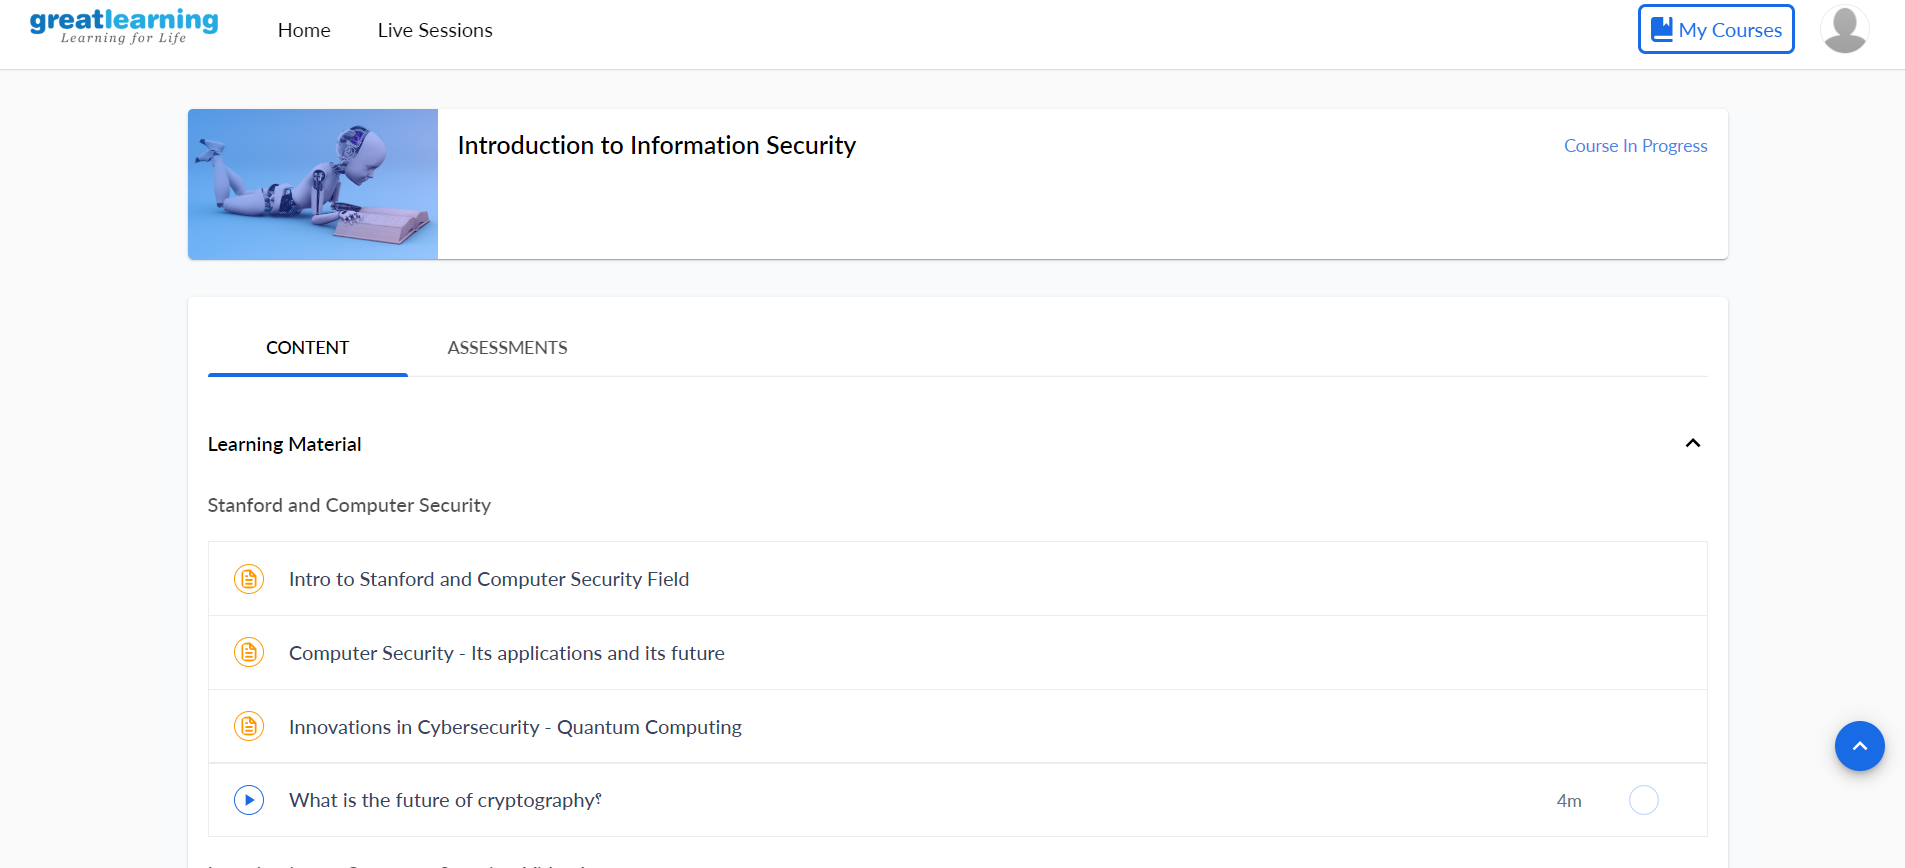 greatlearning
Learning for Life
Home
Live Sessions
My Courses
Introduction to Information Security
Course In Progress
CONTENT
ASSESSMENTS
Learning Material
Stanford and Computer Security
Intro to Stanford and Computer Security Field
Computer Security - Its applications and its future
Innovations in Cybersecurity - Quantum Computing
What is the future of cryptography؟
4m